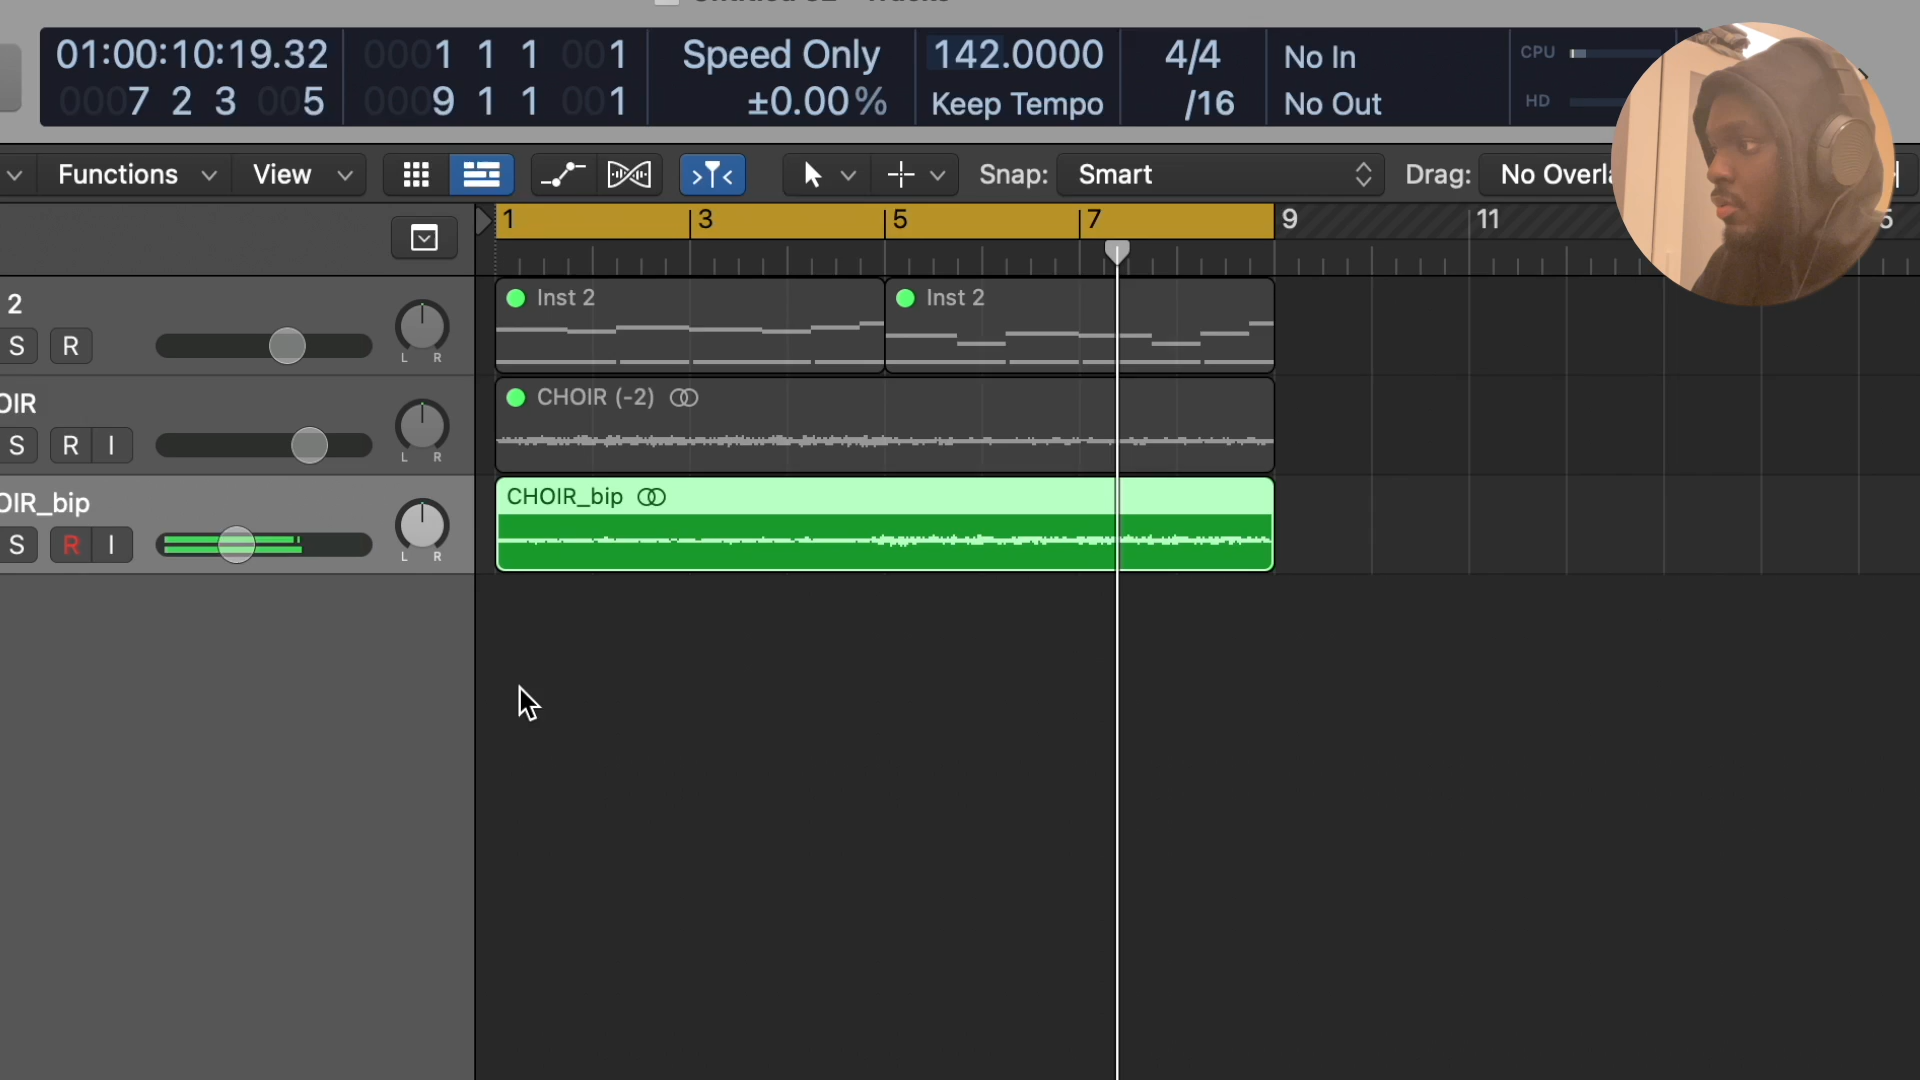 01:00:10:19.32
0007 2 3 005
0001 1 1 001
0009 1 1 001
Speed Only
±0.00%
142.0000
Keep Tempo
4/4
/16
No In
No Out
CPU
HD
Functions
View
Snap: Smart
Drag: No Overla
1 3 5 7 9 11
2
Inst 2
Inst 2
S R
L R
OIR
CHOIR (-2)
S R I
L R
OIR_bip
CHOIR_bip
S R I
L R